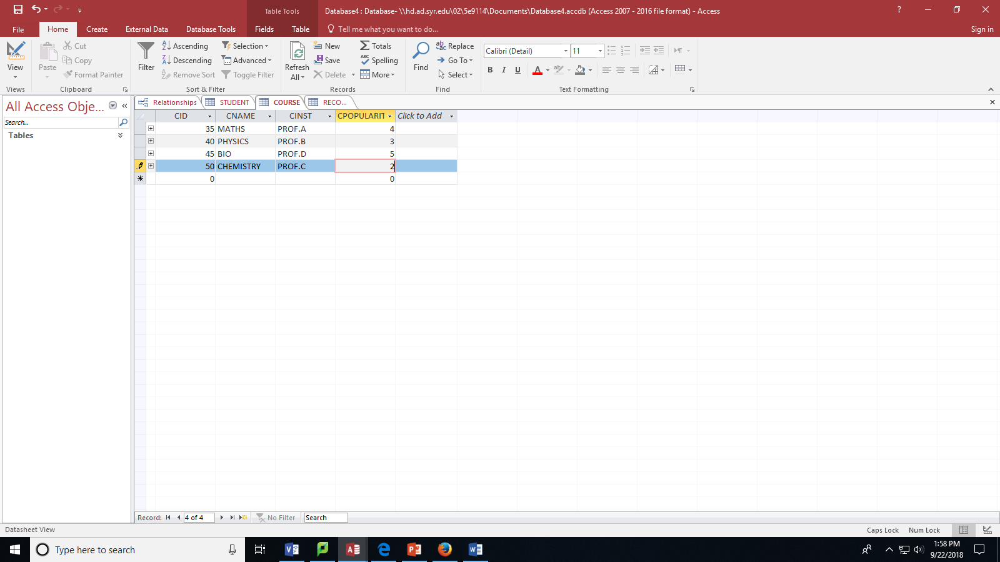 Table Tools
Database4 : Database- \\hd.ad.syr.edu\02\5e9114\Documents\Database4.accdb (Access 2007 - 2016 file format) - Access
?
File Home Create External Data Database Tools Fields Table Tell me what you want to do... Sign in
View
Views
Paste
Cut
Copy
Format Painter
Clipboard
Filter
Ascending
Descending
Remove Sort
Selection
Advanced
Toggle Filter
Sort & Filter
Refresh
All
New
Save
Delete
Totals
Spelling
More
Records
Find
Replace
Go To
Select
Find
Calibri (Detail) 11
B I U A
Text Formatting
All Access Obje...
Search...
Tables
Relationships STUDENT COURSE RECO...
CID CNAME CINST CPOPULARIT Click to Add
35 MATHS PROF.A 4
40 PHYSICS PROF.B 3
45 BIO PROF.D 5
50 CHEMISTRY PROF.C 2
0 0
Record: 4 of 4 No Filter Search
Datasheet View Caps Lock Num Lock
Type here to search
1:58 PM
9/22/2018